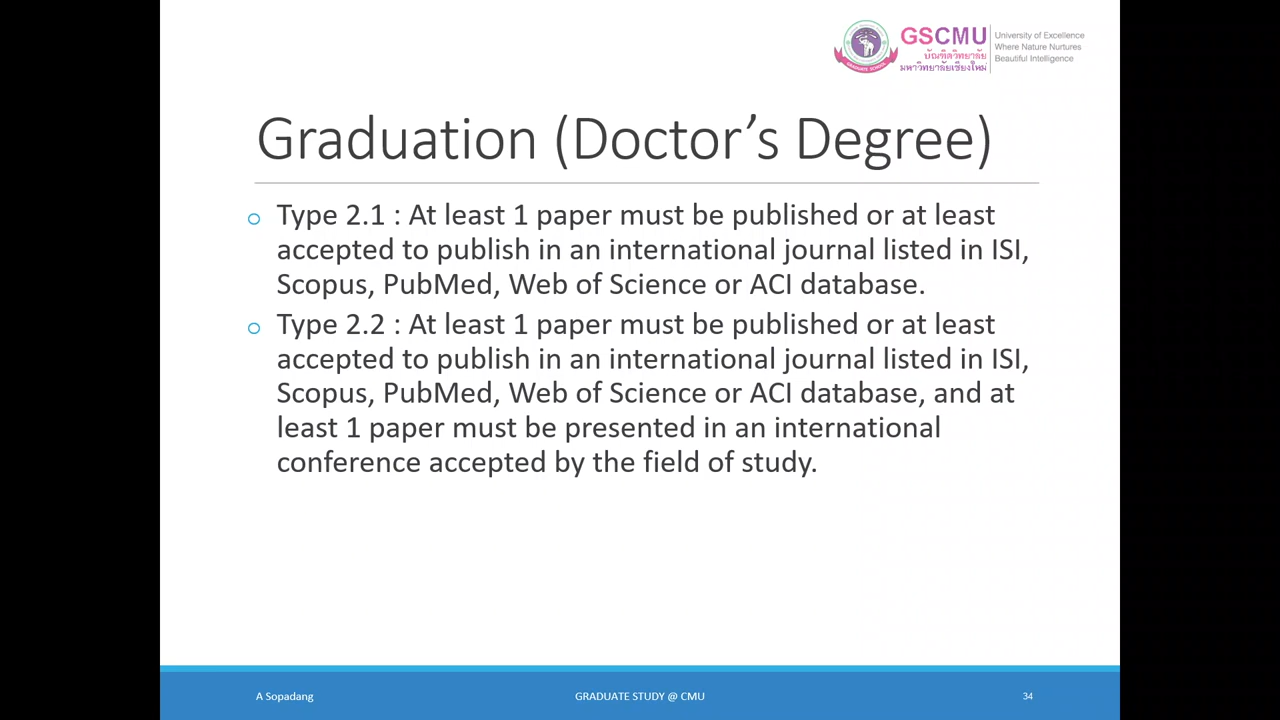 GSCMU
บัณฑิตวิทยาลัย
มหาวิทยาลัยเชียงใหม่
University of Excellence
Where Nature Nurtures
Beautiful Intelligence
Graduation (Doctor’s Degree)
Type 2.1 : At least 1 paper must be published or at least
accepted to publish in an international journal listed in ISI,
Scopus, PubMed, Web of Science or ACI database.
Type 2.2 : At least 1 paper must be published or at least
accepted to publish in an international journal listed in ISI,
Scopus, PubMed, Web of Science or ACI database, and at
least 1 paper must be presented in an international
conference accepted by the field of study.
A Sopadang
GRADUATE STUDY @ CMU
34